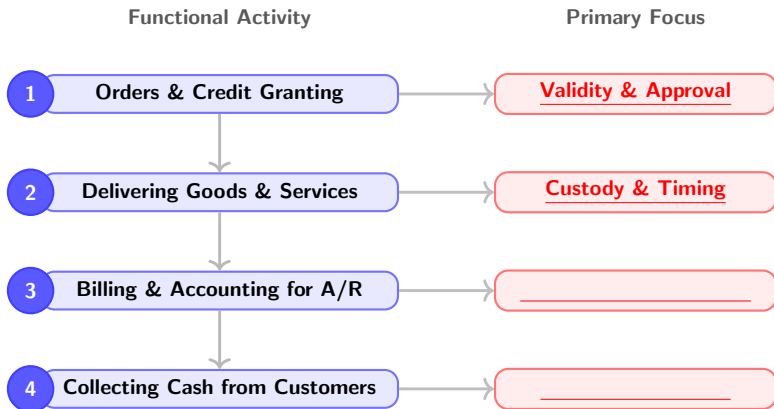 Functional Activity
Primary Focus
1
Orders & Credit Granting
Validity & Approval
2
Delivering Goods & Services
Custody & Timing
3
Billing & Accounting for A/R
4
Collecting Cash from Customers